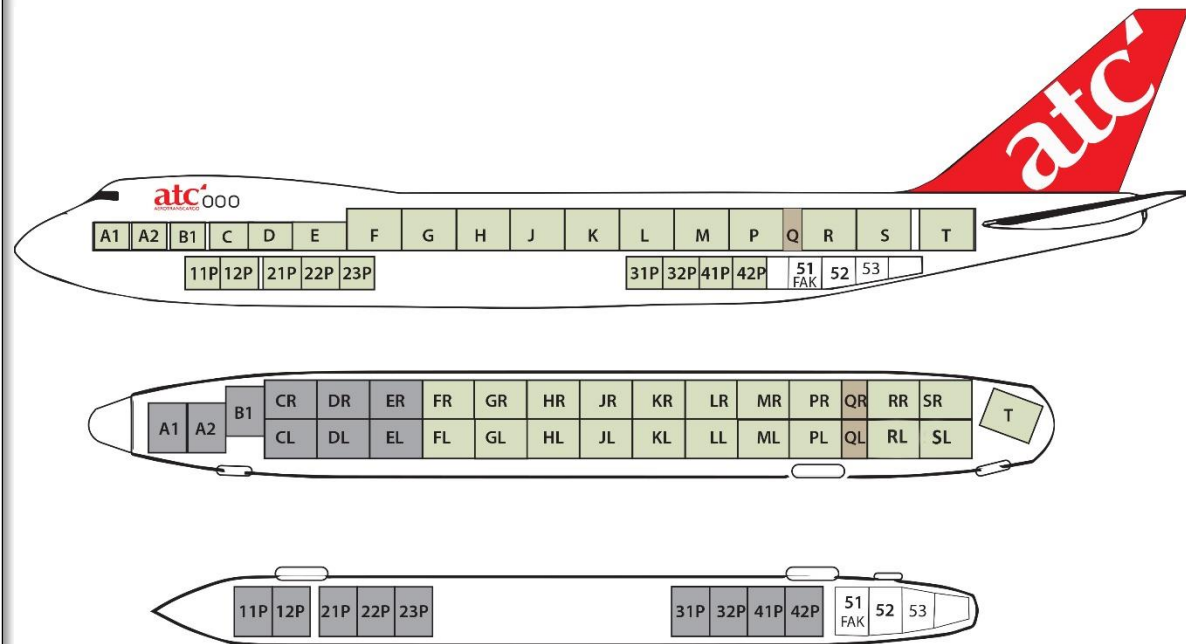 atc
atc 000
AEROTRANSCARGO
A1 A2 B1 C D E F G H J K L M P Q R S T
11P 12P 21P 22P 23P 31P 32P 41P 42P 51 52 53
FAK
B1 CR DR ER FR GR HR JR KR LR MR PR QR RR SR
A1 A2 T
CL DL EL FL GL HL JL KL LL ML PL QL RL SL
11P 12P 21P 22P 23P 31P 32P 41P 42P 51 52 53
FAK